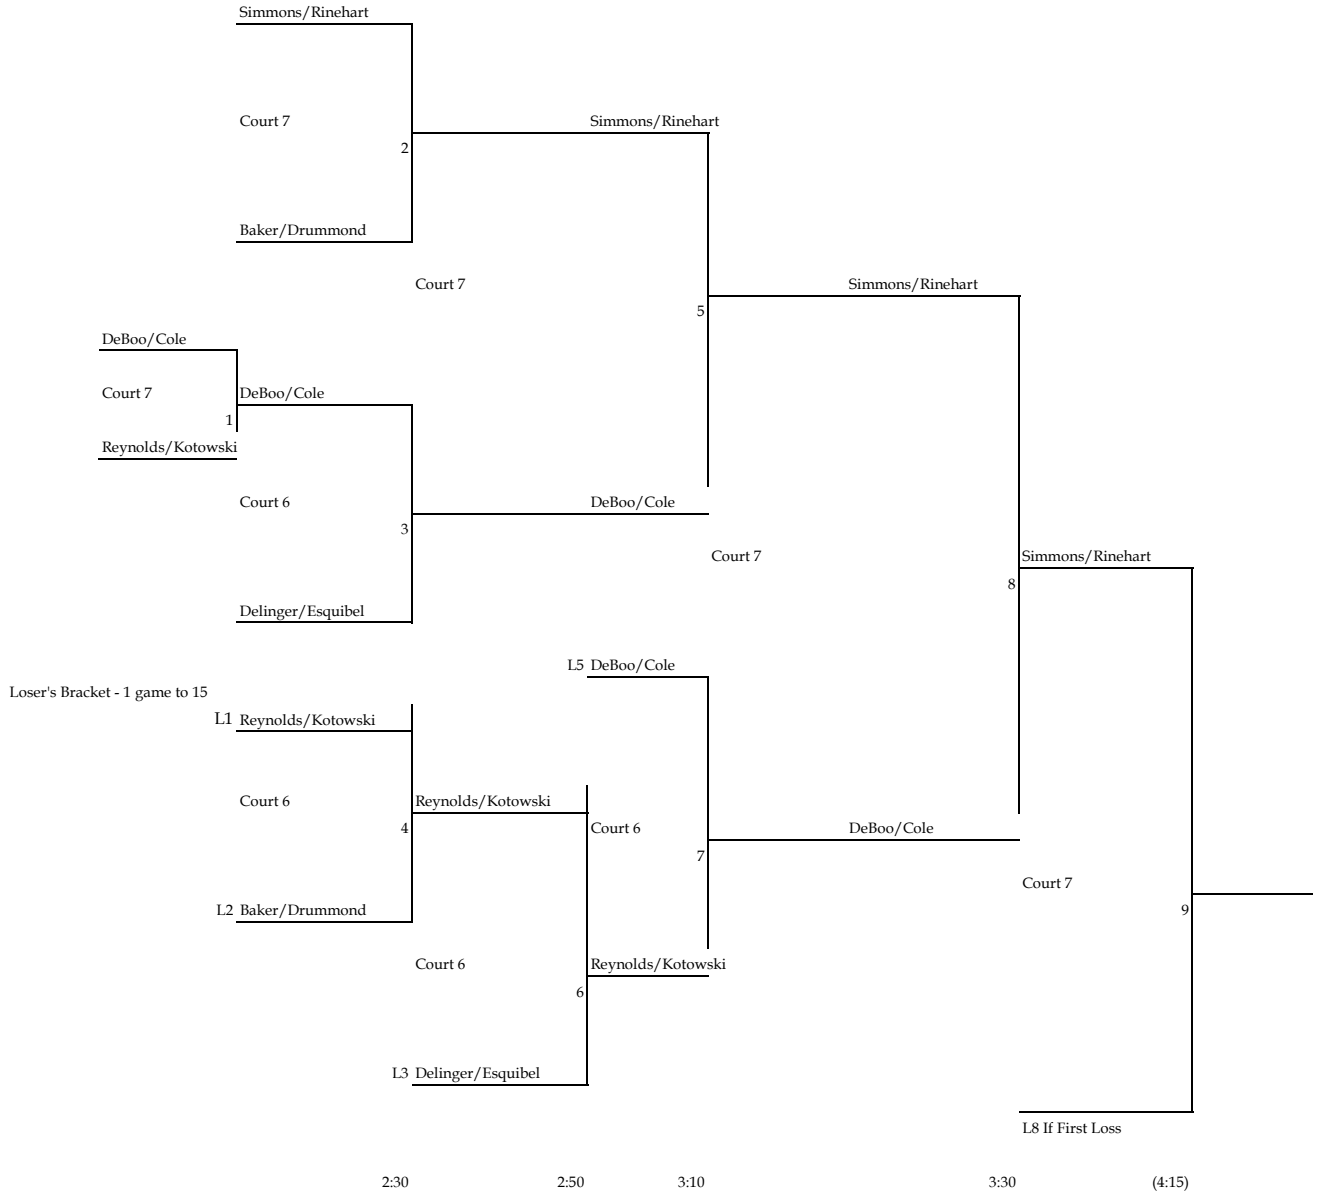 Simmons/Rinehart
Court 7
Simmons/Rinehart
2
Baker/Drummond
Court 7
Simmons/Rinehart
5
DeBoo/Cole
Court 7
DeBoo/Cole
1
Reynolds/Kotowski
Court 6
DeBoo/Cole
3
Court 7
Simmons/Rinehart
8
Delinger/Esquibel
L5 DeBoo/Cole
Loser's Bracket - 1 game to 15
L1 Reynolds/Kotowski
Court 6
Reynolds/Kotowski
4
Court 6
DeBoo/Cole
7
Court 7
L2 Baker/Drummond
9
Court 6
Reynolds/Kotowski
6
L3 Delinger/Esquibel
L8 If First Loss
2:30
2:50
3:10
3:30
(4:15)